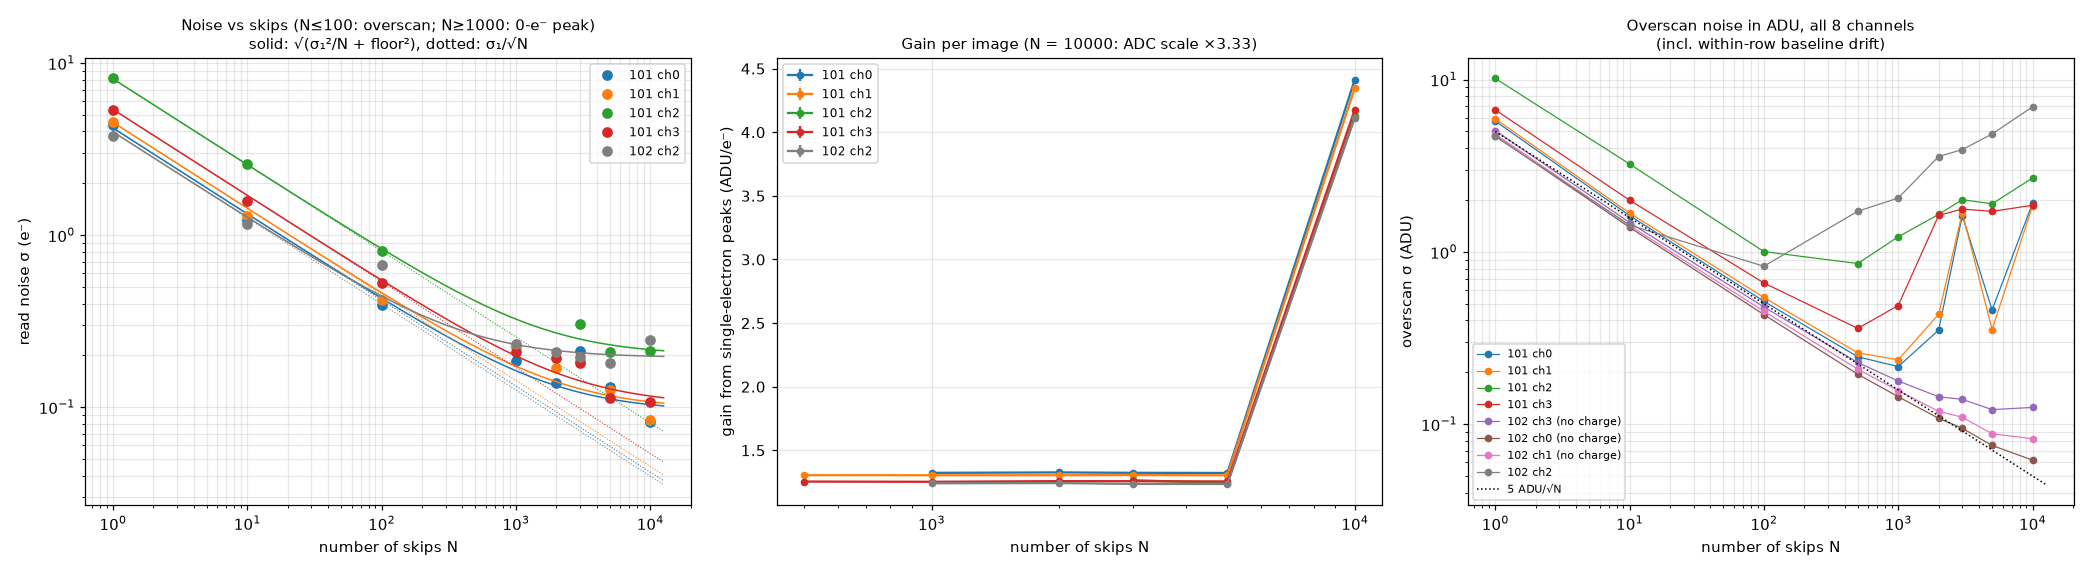 Noise vs skips (N≤100: overscan; N≥1000: 0-e⁻ peak)
solid: √(σ₁²/N + floor²), dotted: σ₁/√N
read noise σ (e⁻)
10¹
10⁰
10⁻¹
101 ch0
101 ch1
101 ch2
101 ch3
102 ch2
10⁰
10¹
10²
10³
10⁴
number of skips N
Gain per image (N = 10000: ADC scale ×3.33)
gain from single-electron peaks (ADU/e⁻)
4.5
4.0
3.5
3.0
2.5
2.0
1.5
101 ch0
101 ch1
101 ch2
101 ch3
102 ch2
10³
10⁴
number of skips N
Overscan noise in ADU, all 8 channels
(incl. within-row baseline drift)
overscan σ (ADU)
10¹
10⁰
10⁻¹
101 ch0
101 ch1
101 ch2
101 ch3
102 ch3 (no charge)
102 ch0 (no charge)
102 ch1 (no charge)
102 ch2
5 ADU/√N
10⁰
10¹
10²
10³
10⁴
number of skips N